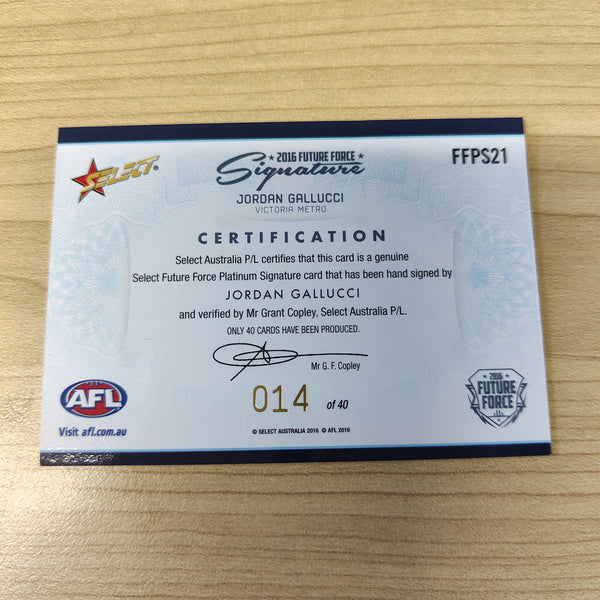 SELECT®
★ 2016 FUTURE FORCE ★
Signature
JORDAN GALLUCCI
VICTORIA METRO
FFPS21
CERTIFICATION
Select Australia P/L certifies that this card is a genuine
Select Future Force Platinum Signature card that has been hand signed by
JORDAN GALLUCCI
and verified by Mr Grant Copley, Select Australia P/L.
ONLY 40 CARDS HAVE BEEN PRODUCED.
Mr G. F. Copley
014 of 40
AFL
Visit afl.com.au
2016
FUTURE
FORCE
© SELECT AUSTRALIA 2016 © AFL 2016